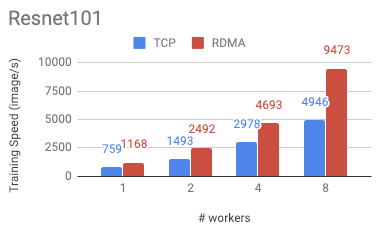 Resnet101
TCP RDMA
Training Speed (image/s)
10000
7500
5000
2500
0
759 1168
1493 2492
2978 4693
4946 9473
1 2 4 8
# workers